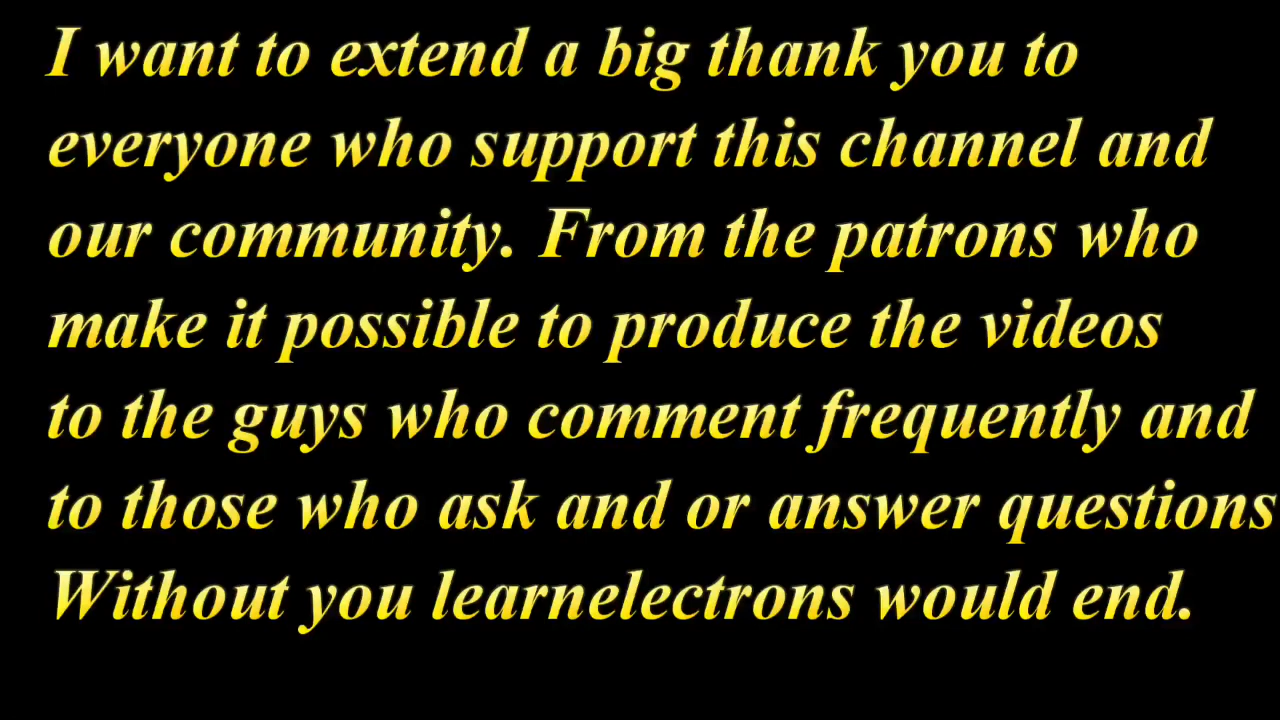 I want to extend a big thank you to
everyone who support this channel and
our community. From the patrons who
make it possible to produce the videos
to the guys who comment frequently and
to those who ask and or answer questions
Without you learnelectrons would end.